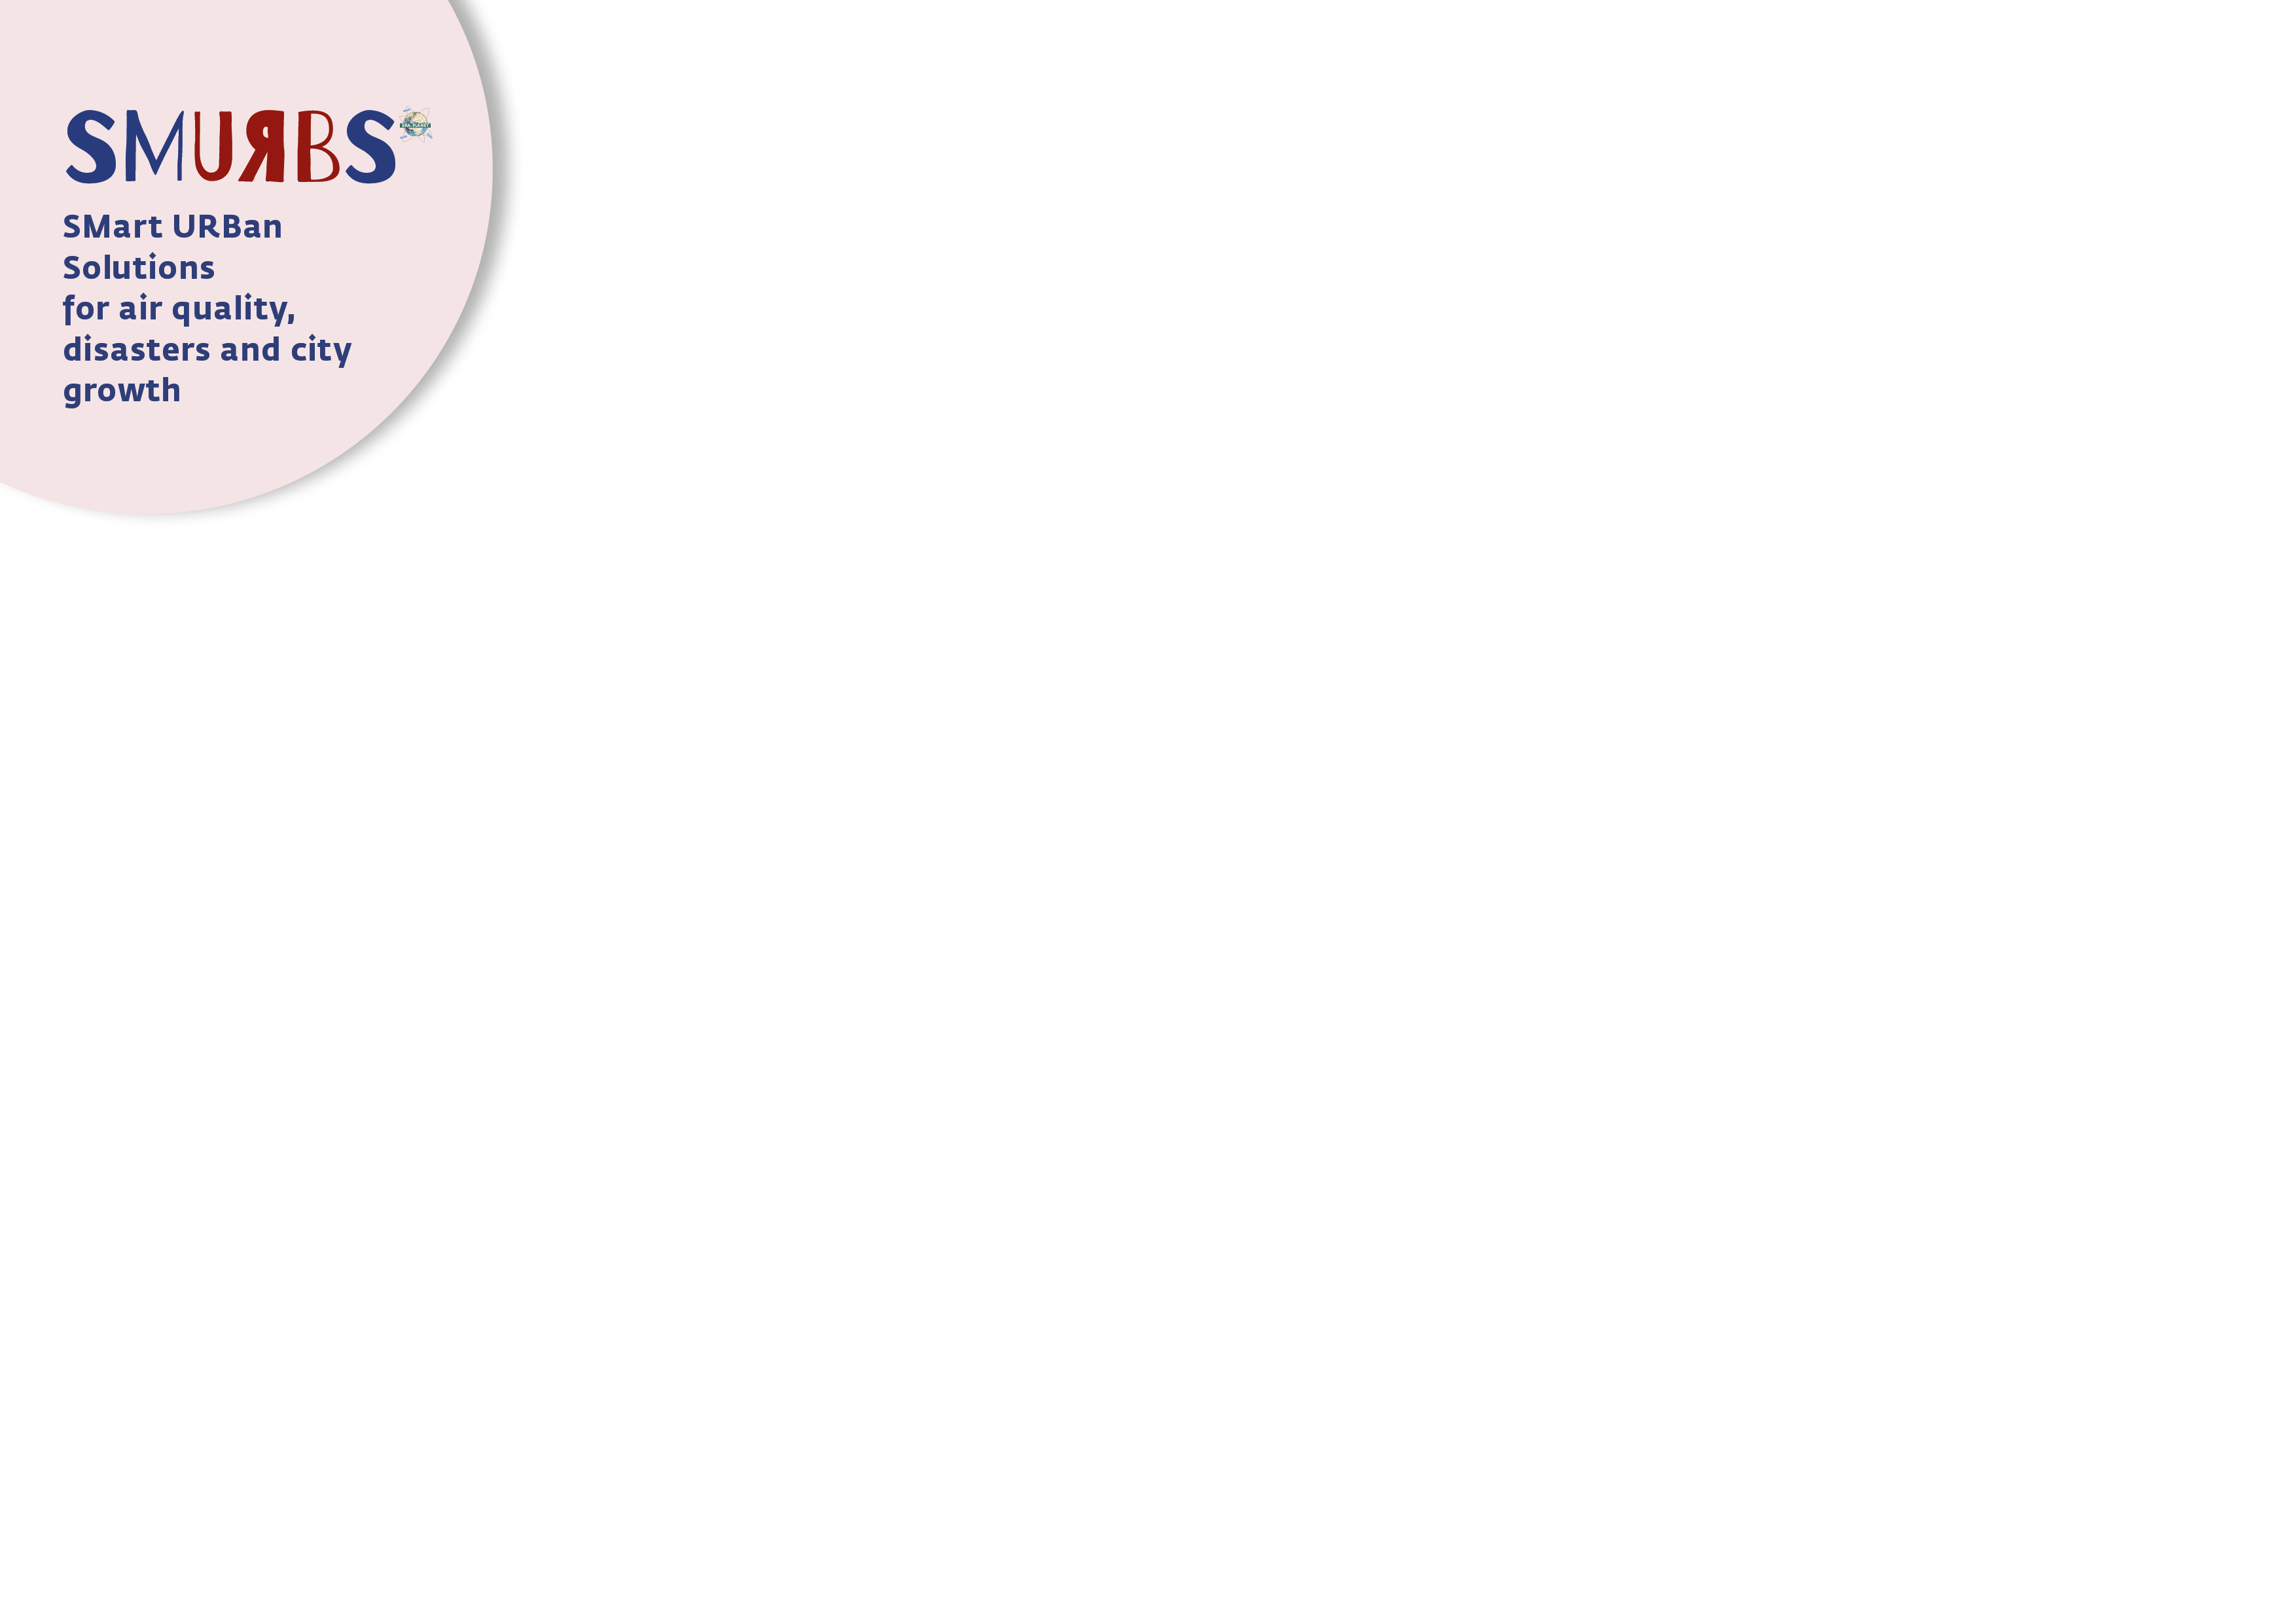 SMURBS
SMart URBan
Solutions
for air quality,
disasters and city
growth